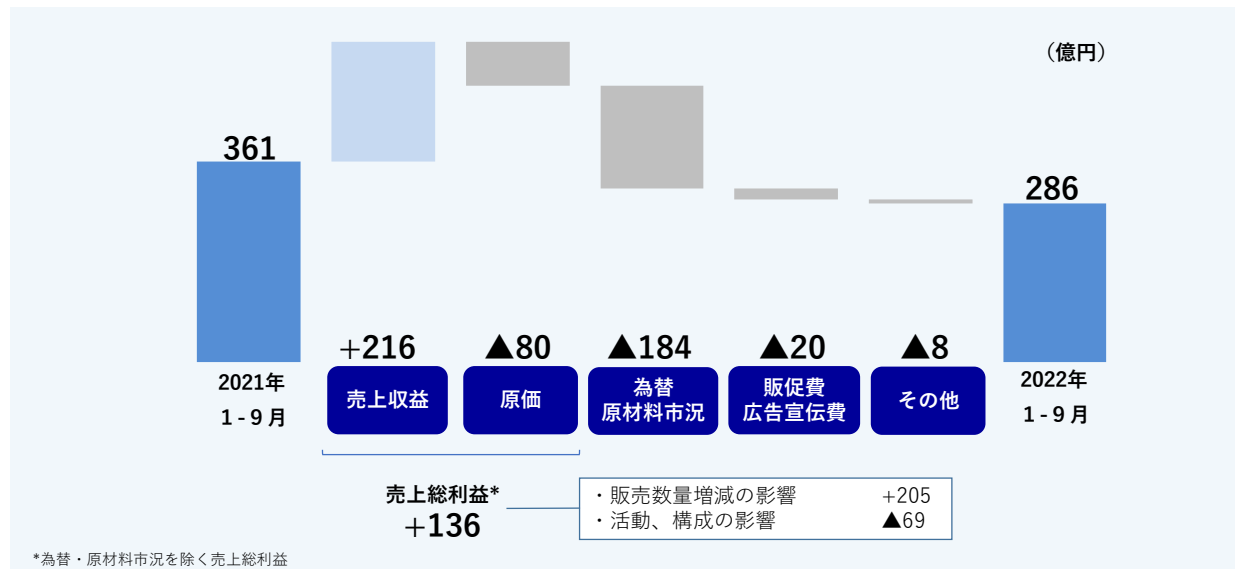 （億円）
361
286
+216
▲80
▲184
▲20
▲8
2021年
1 - 9 月
売上収益
原価
為替
原材料市況
販促費
広告宣伝費
その他
2022年
1 - 9 月
売上総利益*
+136
・販売数量増減の影響 +205
・活動、構成の影響 ▲69
*為替・原材料市況を除く売上総利益